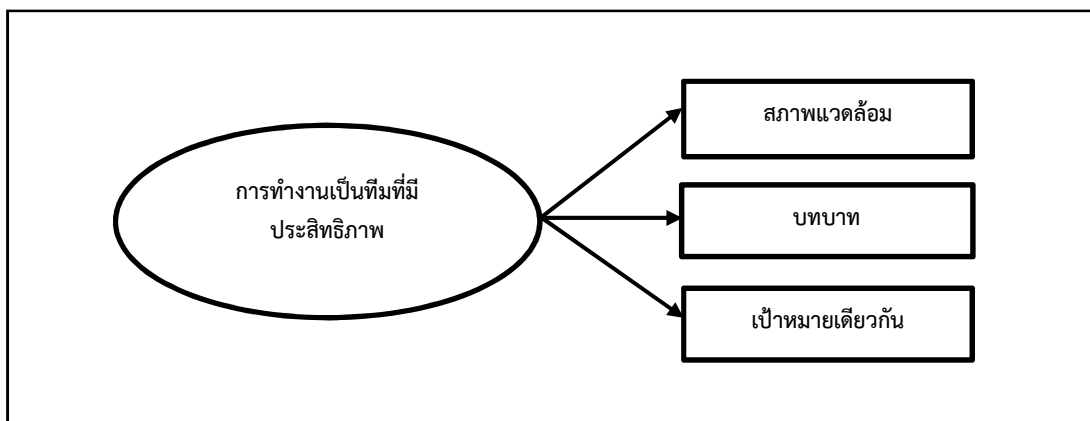 การทำงานเป็นทีมที่มี
ประสิทธิภาพ
สภาพแวดล้อม
บทบาท
เป้าหมายเดียวกัน